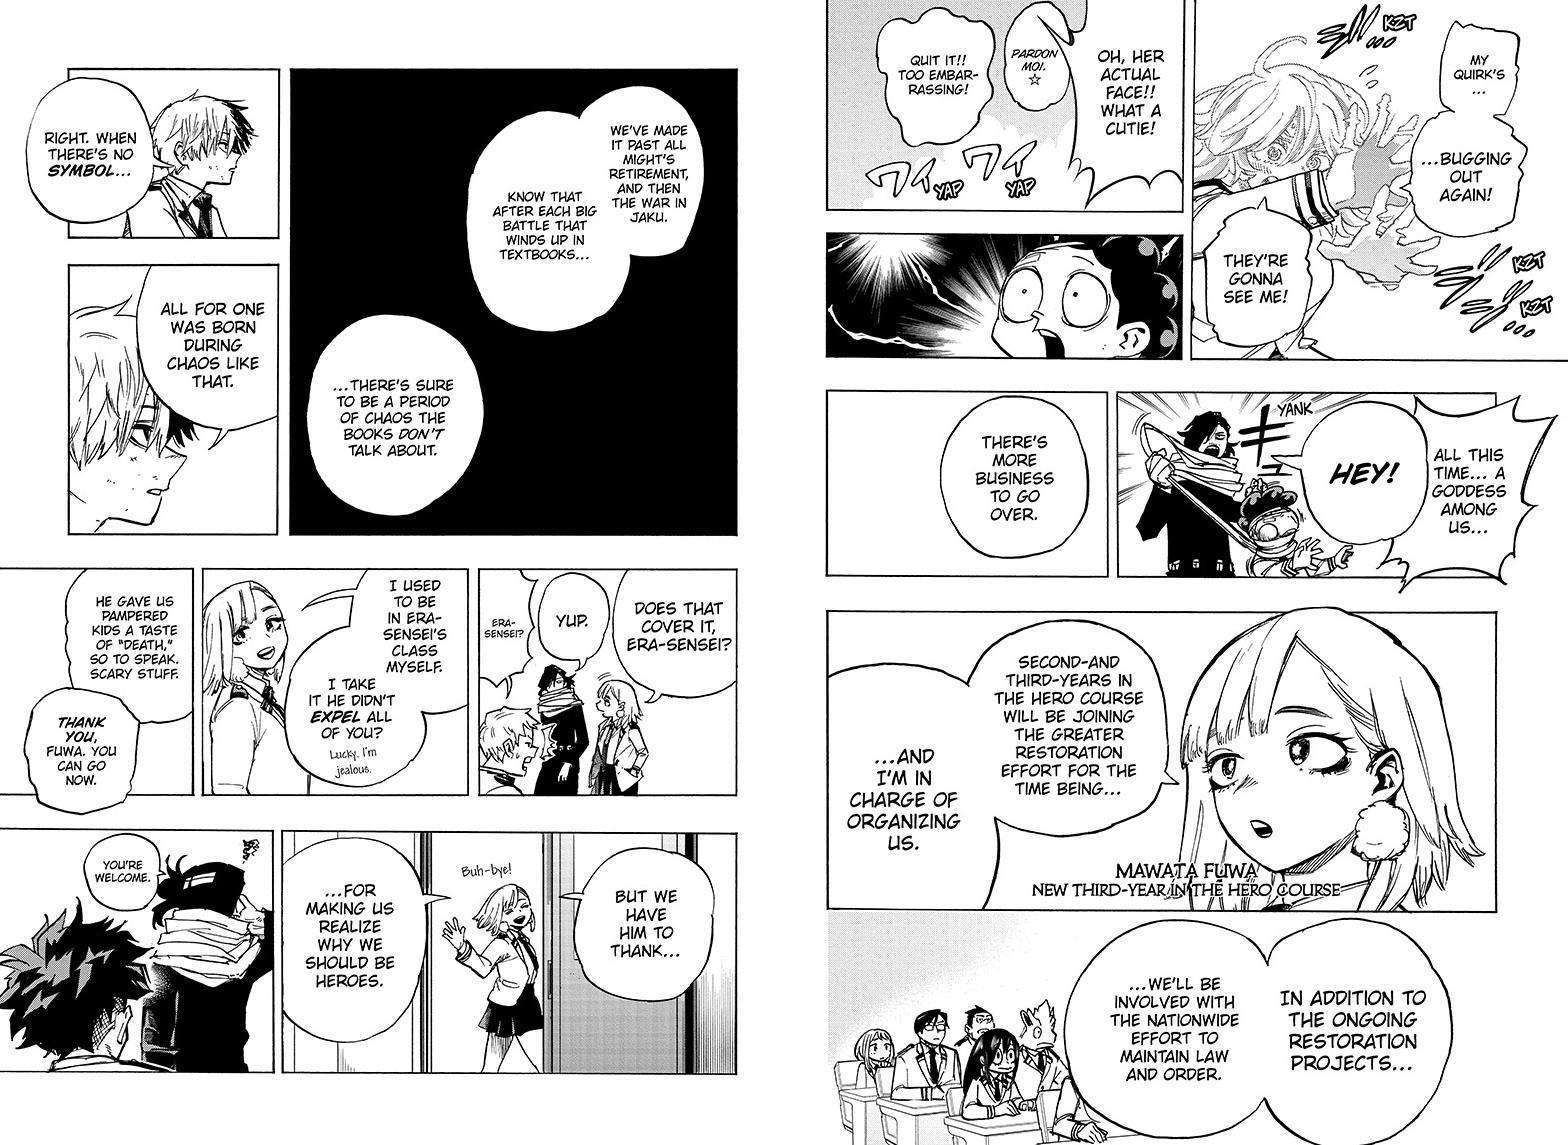 MY
QUIRK'S
...
...BUGGING
OUT
AGAIN!
THEY'RE
GONNA
SEE ME!
KZT
KZT
KZT
OH, HER
ACTUAL
FACE!!
WHAT A
CUTIE!
PARDON
MOI.
☆
QUIT IT!!
TOO EMBAR-
RASSING!
ワイ
YAP
ワイ
YAP
ALL THIS
TIME... A
GODDESS
AMONG
US...
HEY!
YANK
THERE'S
MORE
BUSINESS
TO GO
OVER.
SECOND-AND
THIRD-YEARS IN
THE HERO COURSE
WILL BE JOINING
THE GREATER
RESTORATION
EFFORT FOR THE
TIME BEING...
...AND
I'M IN
CHARGE OF
ORGANIZING
US.
MAWATA FUWA
NEW THIRD-YEAR IN THE HERO COURSE
IN ADDITION TO
THE ONGOING
RESTORATION
PROJECTS...
...WE'LL BE
INVOLVED WITH
THE NATIONWIDE
EFFORT TO
MAINTAIN LAW
AND ORDER.
WE'VE MADE
IT PAST ALL
MIGHT'S
RETIREMENT,
AND THEN
THE WAR IN
JAKU.
KNOW THAT
AFTER EACH BIG
BATTLE THAT
WINDS UP IN
TEXTBOOKS...
...THERE'S SURE
TO BE A PERIOD
OF CHAOS THE
BOOKS DON'T
TALK ABOUT.
RIGHT. WHEN
THERE'S NO
SYMBOL...
ALL FOR ONE
WAS BORN
DURING
CHAOS LIKE
THAT.
DOES THAT
COVER IT,
ERA-SENSEI?
YUP.
ERA-
SENSEI?
I USED
TO BE
IN ERA-
SENSEI'S
CLASS
MYSELF.
I TAKE
IT HE DIDN'T
EXPEL ALL
OF YOU?
Lucky. I'm
jealous.
HE GAVE US
PAMPERED
KIDS A TASTE
OF "DEATH,"
SO TO SPEAK.
SCARY STUFF.
THANK
YOU,
FUWA. YOU
CAN GO
NOW.
BUT WE
HAVE
HIM TO
THANK...
Buh-bye!
...FOR
MAKING US
REALIZE
WHY WE
SHOULD BE
HEROES.
YOU'RE
WELCOME.